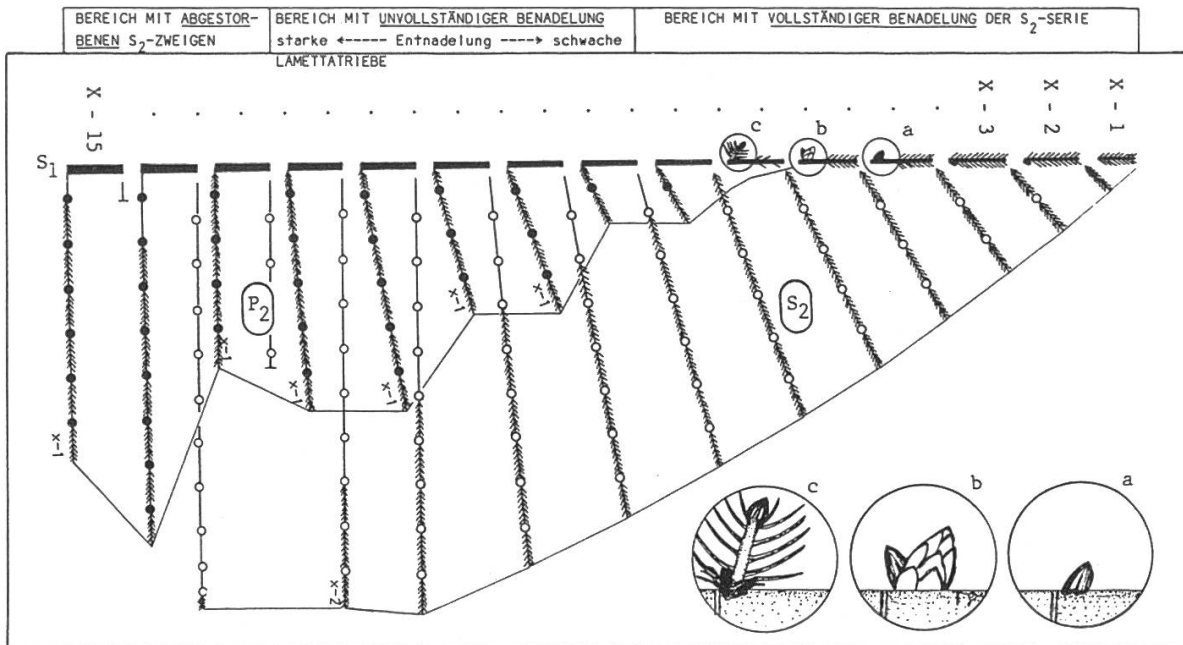 BEREICH MIT ABGESTOR-
BENEN S₂-ZWEIGEN
BEREICH MIT UNVOLLSTÄNDIGER BENADELUNG
starke <----- Entnadelung ----> schwache
LAMETTATRIEBE
BEREICH MIT VOLLSTÄNDIGER BENADELUNG DER S₂-SERIE
X - 15
X - 3
X - 2
X - 1
c
b
a
S₁
P₂
S₂
x-1
x-1
x-1
x-1
x-1
x-1
x-2
c
b
a